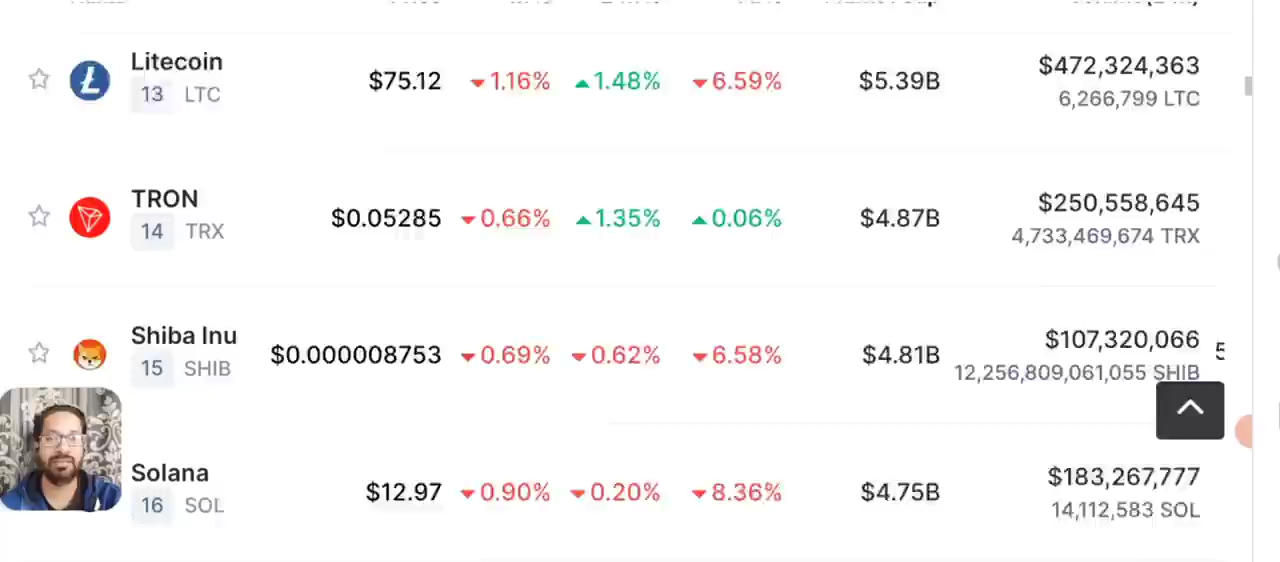 Litecoin
13 LTC
$75.12 1.16% 1.48% 6.59% $5.39B $472,324,363
6,266,799 LTC
TRON
14 TRX
$0.05285 0.66% 1.35% 0.06% $4.87B $250,558,645
4,733,469,674 TRX
Shiba Inu
15 SHIB
$0.000008753 0.69% 0.62% 6.58% $4.81B $107,320,066
12,256,809,061,055 SHIB
5
Solana
16 SOL
$12.97 0.90% 0.20% 8.36% $4.75B $183,267,777
14,112,583 SOL